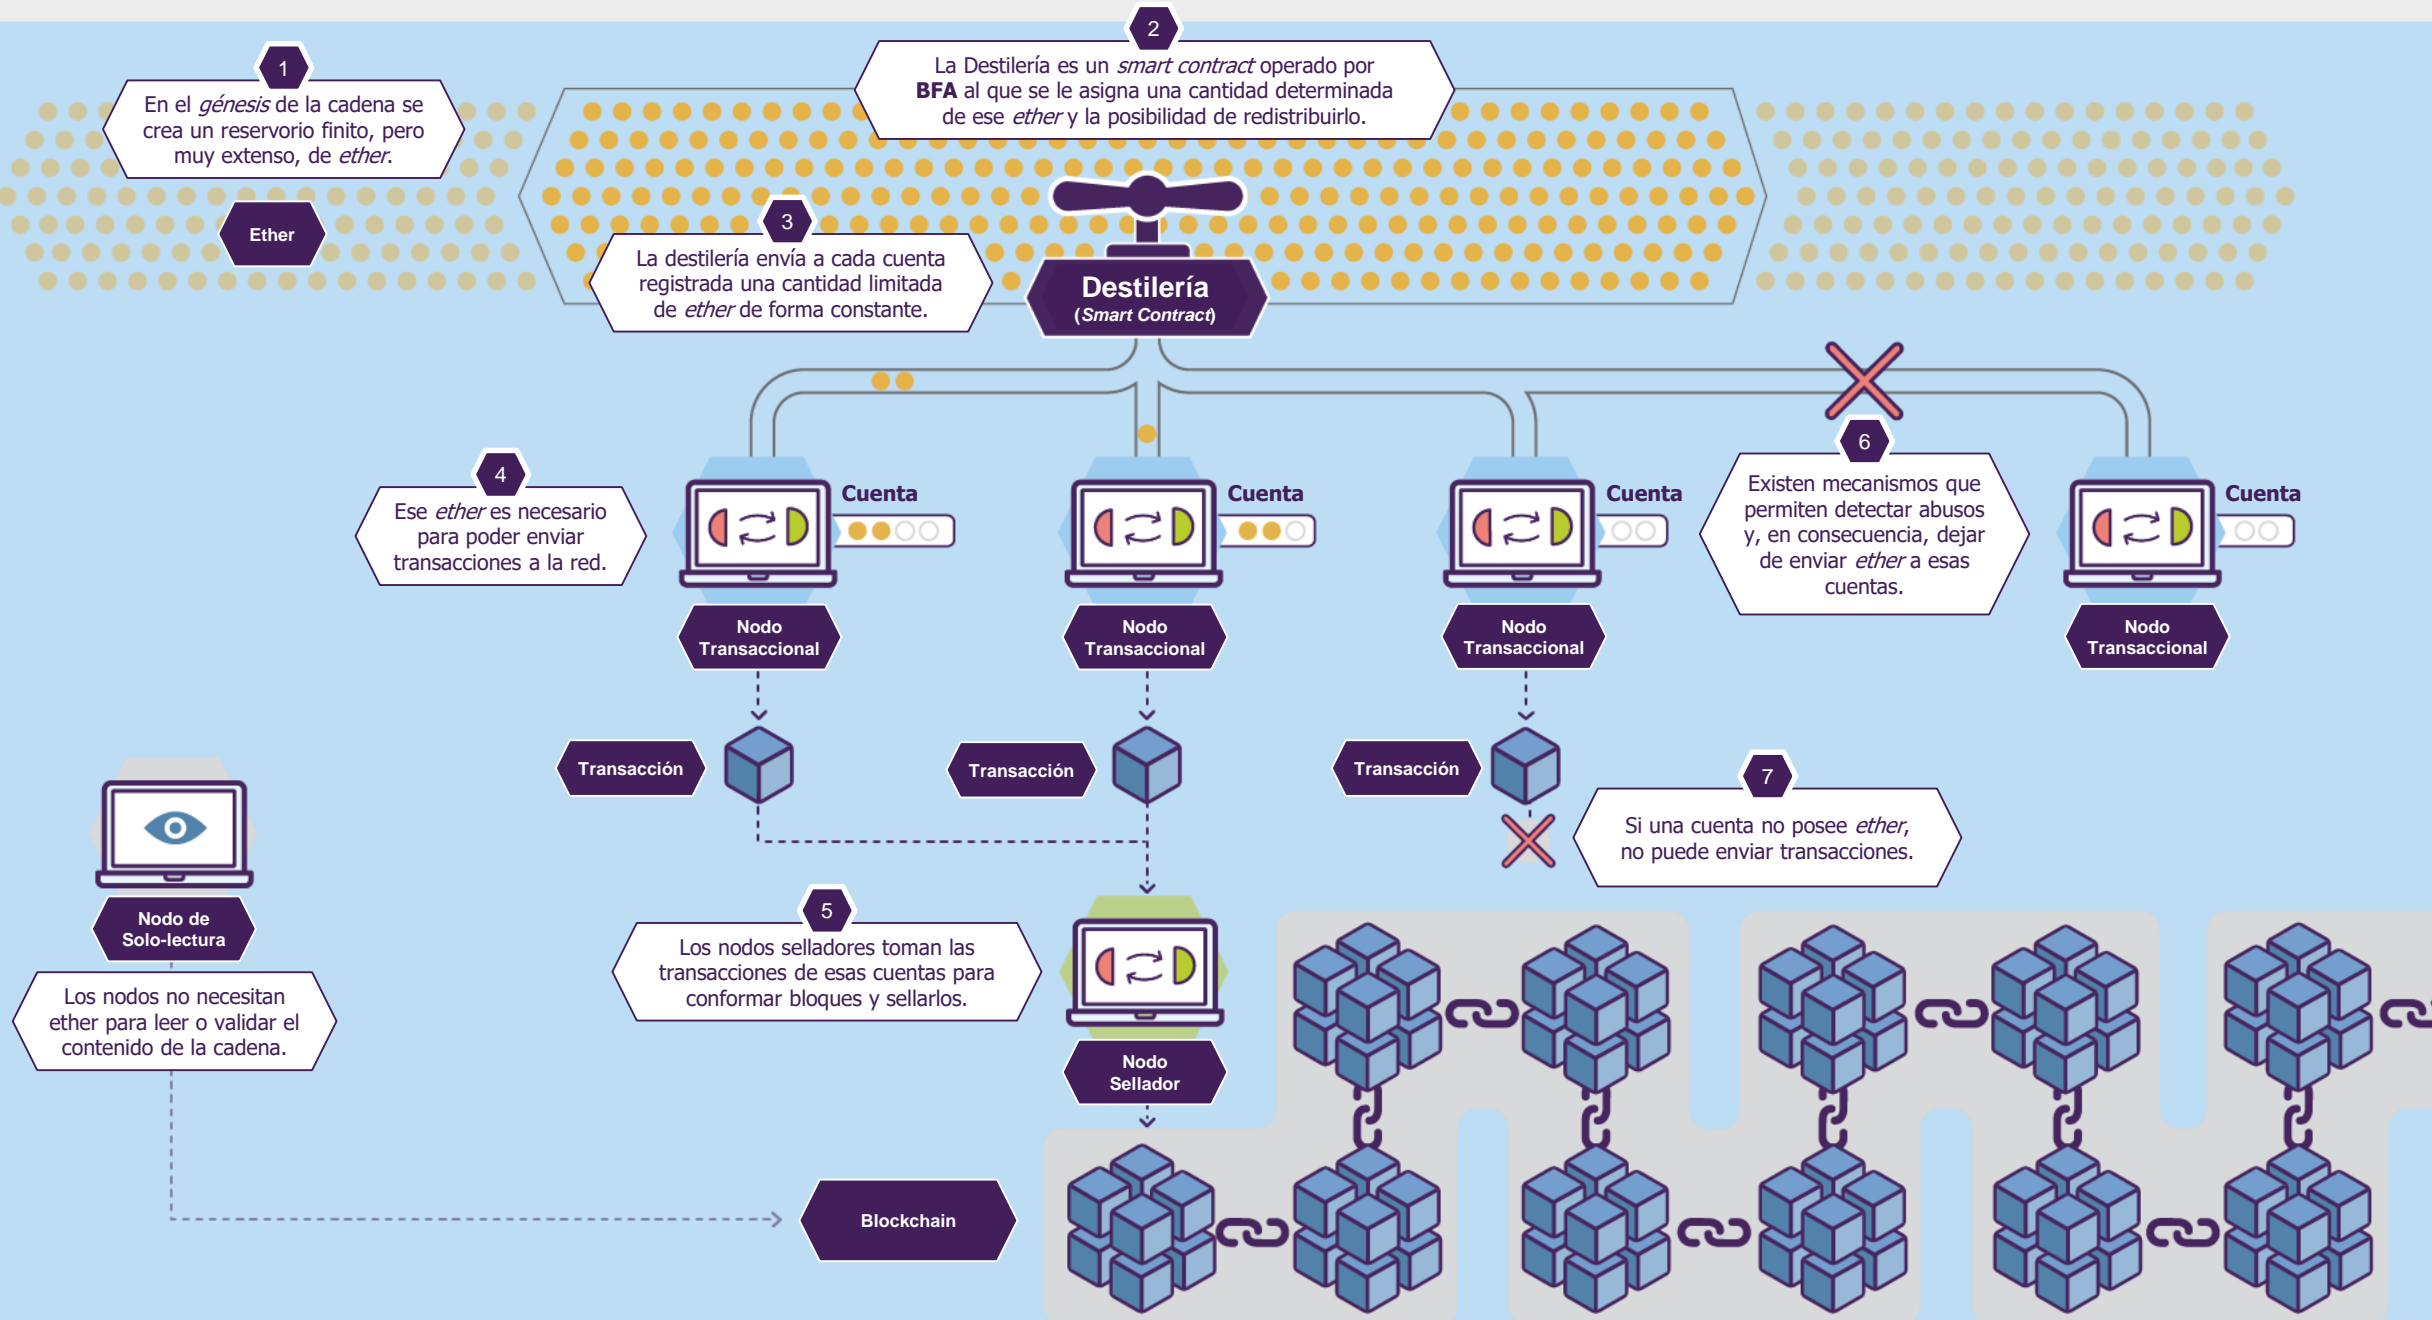 1
En el génesis de la cadena se
crea un reservorio finito, pero
muy extenso, de ether.
Ether
2
La Destilería es un smart contract operado por
BFA al que se le asigna una cantidad determinada
de ese ether y la posibilidad de redistribuirlo.
3
La destilería envía a cada cuenta
registrada una cantidad limitada
de ether de forma constante.
Destilería
(Smart Contract)
4
Ese ether es necesario
para poder enviar
transacciones a la red.
Cuenta
Cuenta
Cuenta
6
Existen mecanismos que
permiten detectar abusos
y, en consecuencia, dejar
de enviar ether a esas
cuentas.
Cuenta
Nodo
Transaccional
Nodo
Transaccional
Nodo
Transaccional
Nodo
Transaccional
Transacción
Transacción
Transacción
7
Si una cuenta no posee ether,
no puede enviar transacciones.
Nodo de
Solo-lectura
Los nodos no necesitan
ether para leer o validar el
contenido de la cadena.
5
Los nodos selladores toman las
transacciones de esas cuentas para
conformar bloques y sellarlos.
Nodo
Sellador
Blockchain